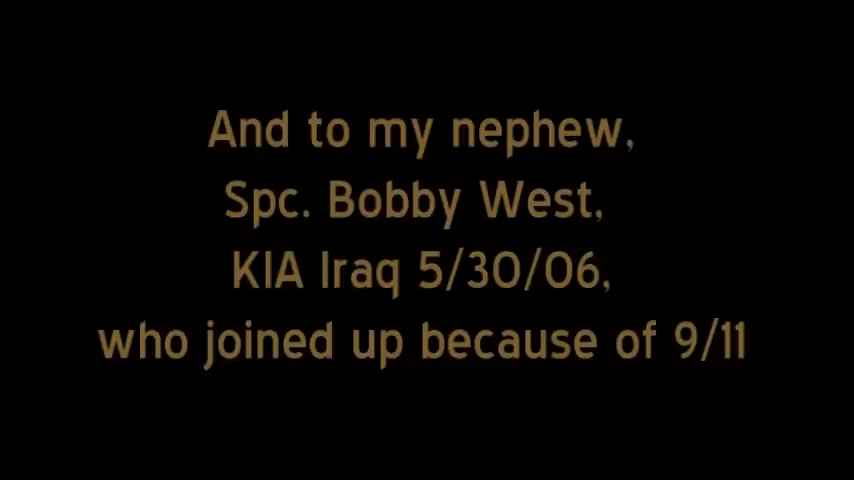 And to my nephew,
Spc. Bobby West,
KIA Iraq 5/30/06,
who joined up because of 9/11